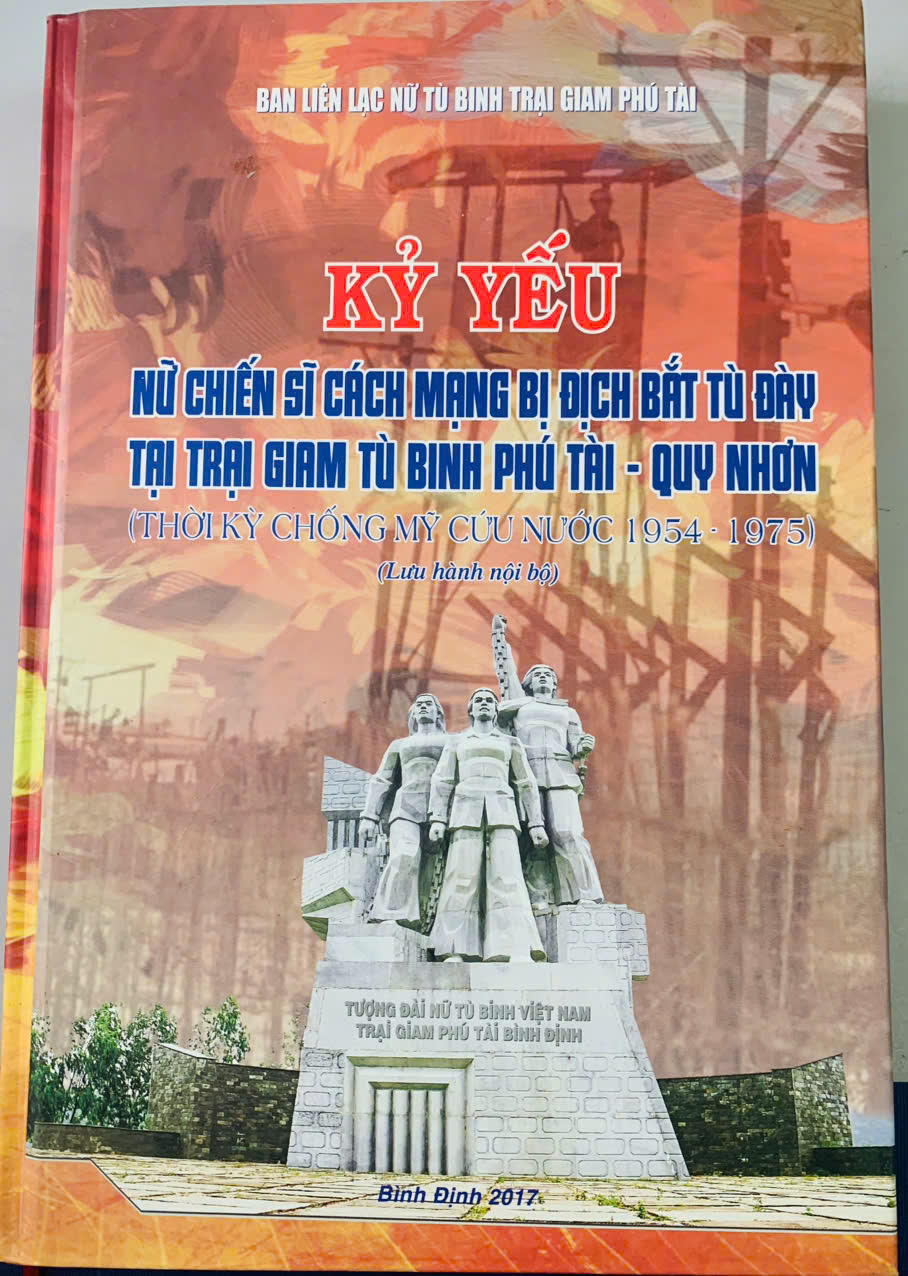 BAN LIÊN LẠC NỮ TÙ BINH TRẠI GIAM PHÚ TÀI
KỶ YẾU
NỮ CHIẾN SĨ CÁCH MẠNG BỊ ĐỊCH BẮT TÙ ĐÀY
TẠI TRẠI GIAM TÙ BINH PHÚ TÀI - QUY NHƠN
(THỜI KỲ CHỐNG MỸ CỨU NƯỚC 1954 - 1975)
(Lưu hành nội bộ)
TƯỢNG ĐÀI NỮ TÙ BINH VIỆT NAM
TRẠI GIAM PHÚ TÀI BÌNH ĐỊNH
Bình Định 2017